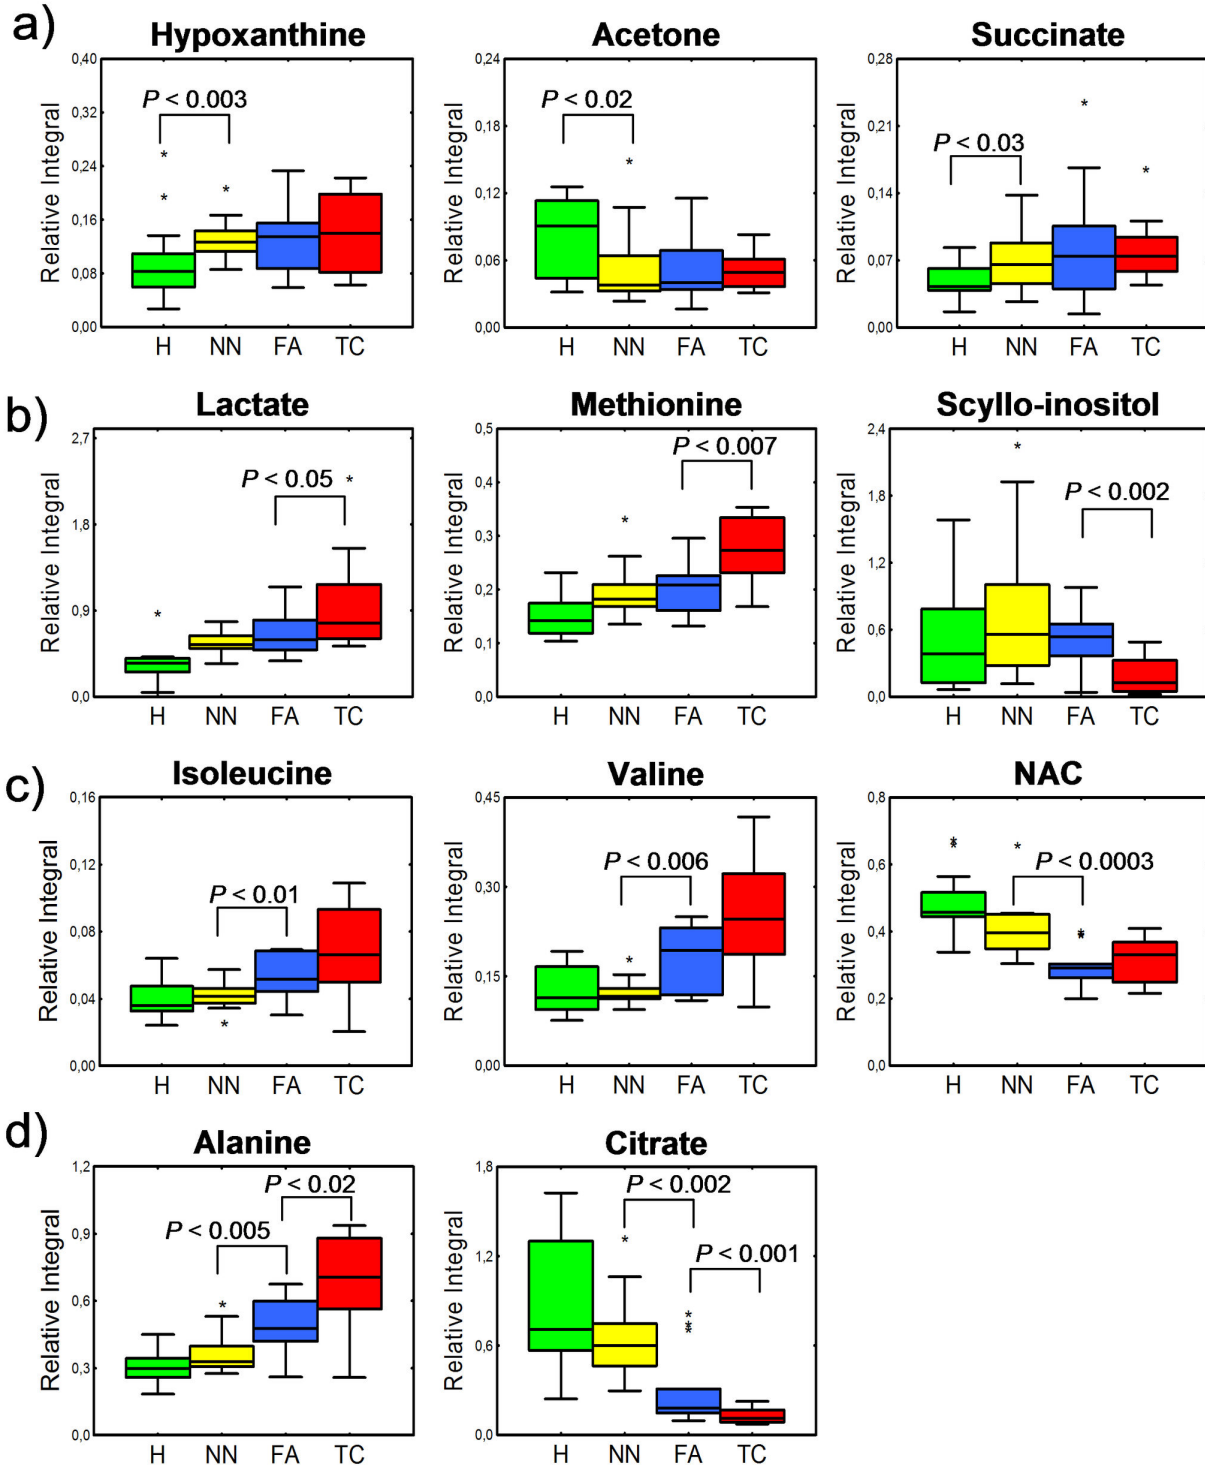 a)
Hypoxanthine
Acetone
Succinate
Relative Integral
0,40
0,32
0,24
0,16
0,08
0,00
P < 0.003
*
*
*
H NN FA TC
Relative Integral
0,24
0,18
0,12
0,06
0,00
P < 0.02
*
H NN FA TC
Relative Integral
0,28
0,21
0,14
0,07
0,00
P < 0.03
*
*
H NN FA TC
b)
Lactate
Methionine
Scyllo-inositol
Relative Integral
2,7
1,8
0,9
0,0
P < 0.05
*
*
H NN FA TC
Relative Integral
0,5
0,4
0,3
0,2
0,1
0,0
P < 0.007
*
H NN FA TC
Relative Integral
2,4
1,8
1,2
0,6
0,0
*
P < 0.002
H NN FA TC
c)
Isoleucine
Valine
NAC
Relative Integral
0,16
0,12
0,08
0,04
0,00
P < 0.01
*
H NN FA TC
Relative Integral
0,45
0,30
0,15
0,00
P < 0.006
*
H NN FA TC
Relative Integral
0,8
0,6
0,4
0,2
0,0
*
*
*
P < 0.0003
*
*
H NN FA TC
d)
Alanine
Citrate
Relative Integral
1,2
0,9
0,6
0,3
0,0
P < 0.02
P < 0.005
*
H NN FA TC
Relative Integral
1,8
1,2
0,6
0,0
P < 0.002
*
P < 0.001
*
*
*
H NN FA TC